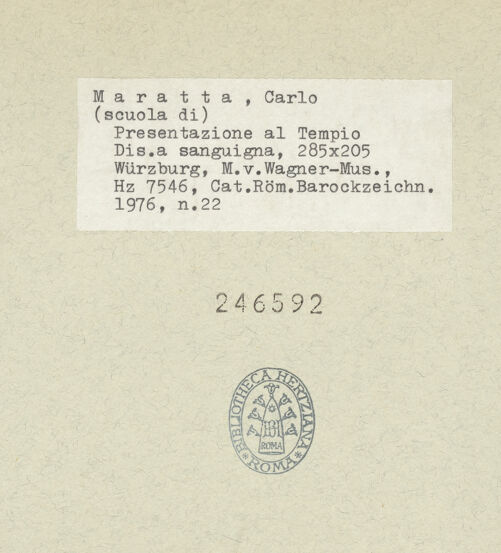 M a r a t t a , Carlo
(scuola di)
Presentazione al Tempio
Dis.a sanguigna, 285x205
Würzburg, M.v.Wagner-Mus.,
Hz 7546, Cat.Röm.Barockzeichn.
1976, n.22
246592
BIBLIOTHECA HERTZIANA
ROMA
* ROMA *